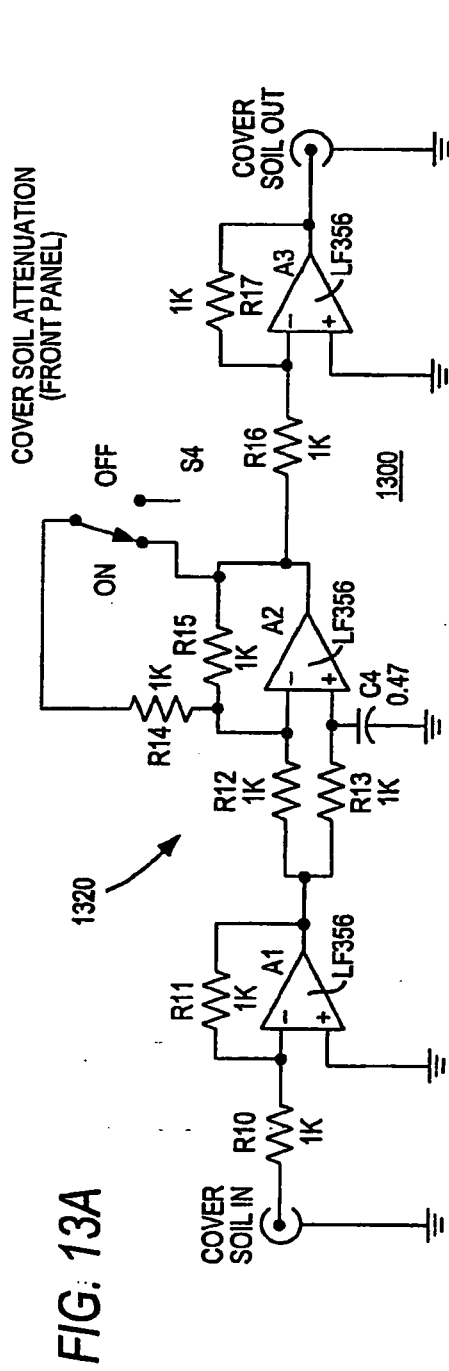 FIG. 13A
COVER
SOIL IN
R10
1K
R11
1K
A1
LF356
1320
R12
1K
R13
1K
R14
1K
R15
1K
A2
LF356
C4
0.47
ON
OFF
S4
COVER SOIL ATTENUATION
(FRONT PANEL)
R16
1K
1300
1K
R17
A3
LF356
COVER
SOIL OUT